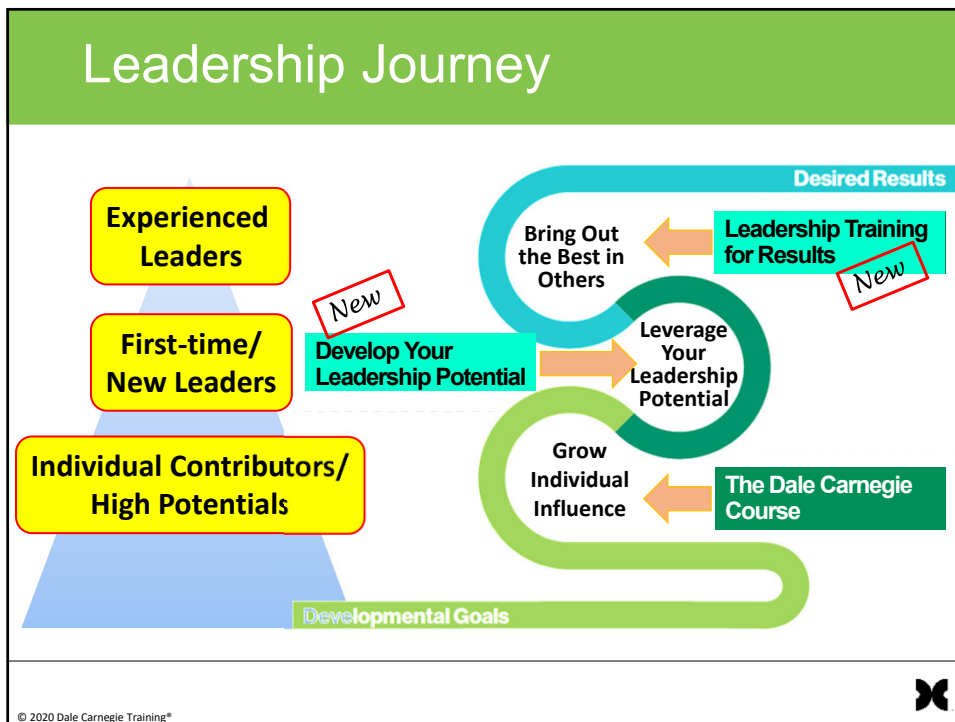 Leadership Journey
Desired Results
Experienced
Leaders
Bring Out
the Best in
Others
Leadership Training
for Results
New
New
First-time/
New Leaders
Develop Your
Leadership Potential
Leverage
Your
Leadership
Potential
Individual Contributors/
High Potentials
Grow
Individual
Influence
The Dale Carnegie
Course
Developmental Goals
© 2020 Dale Carnegie Training®